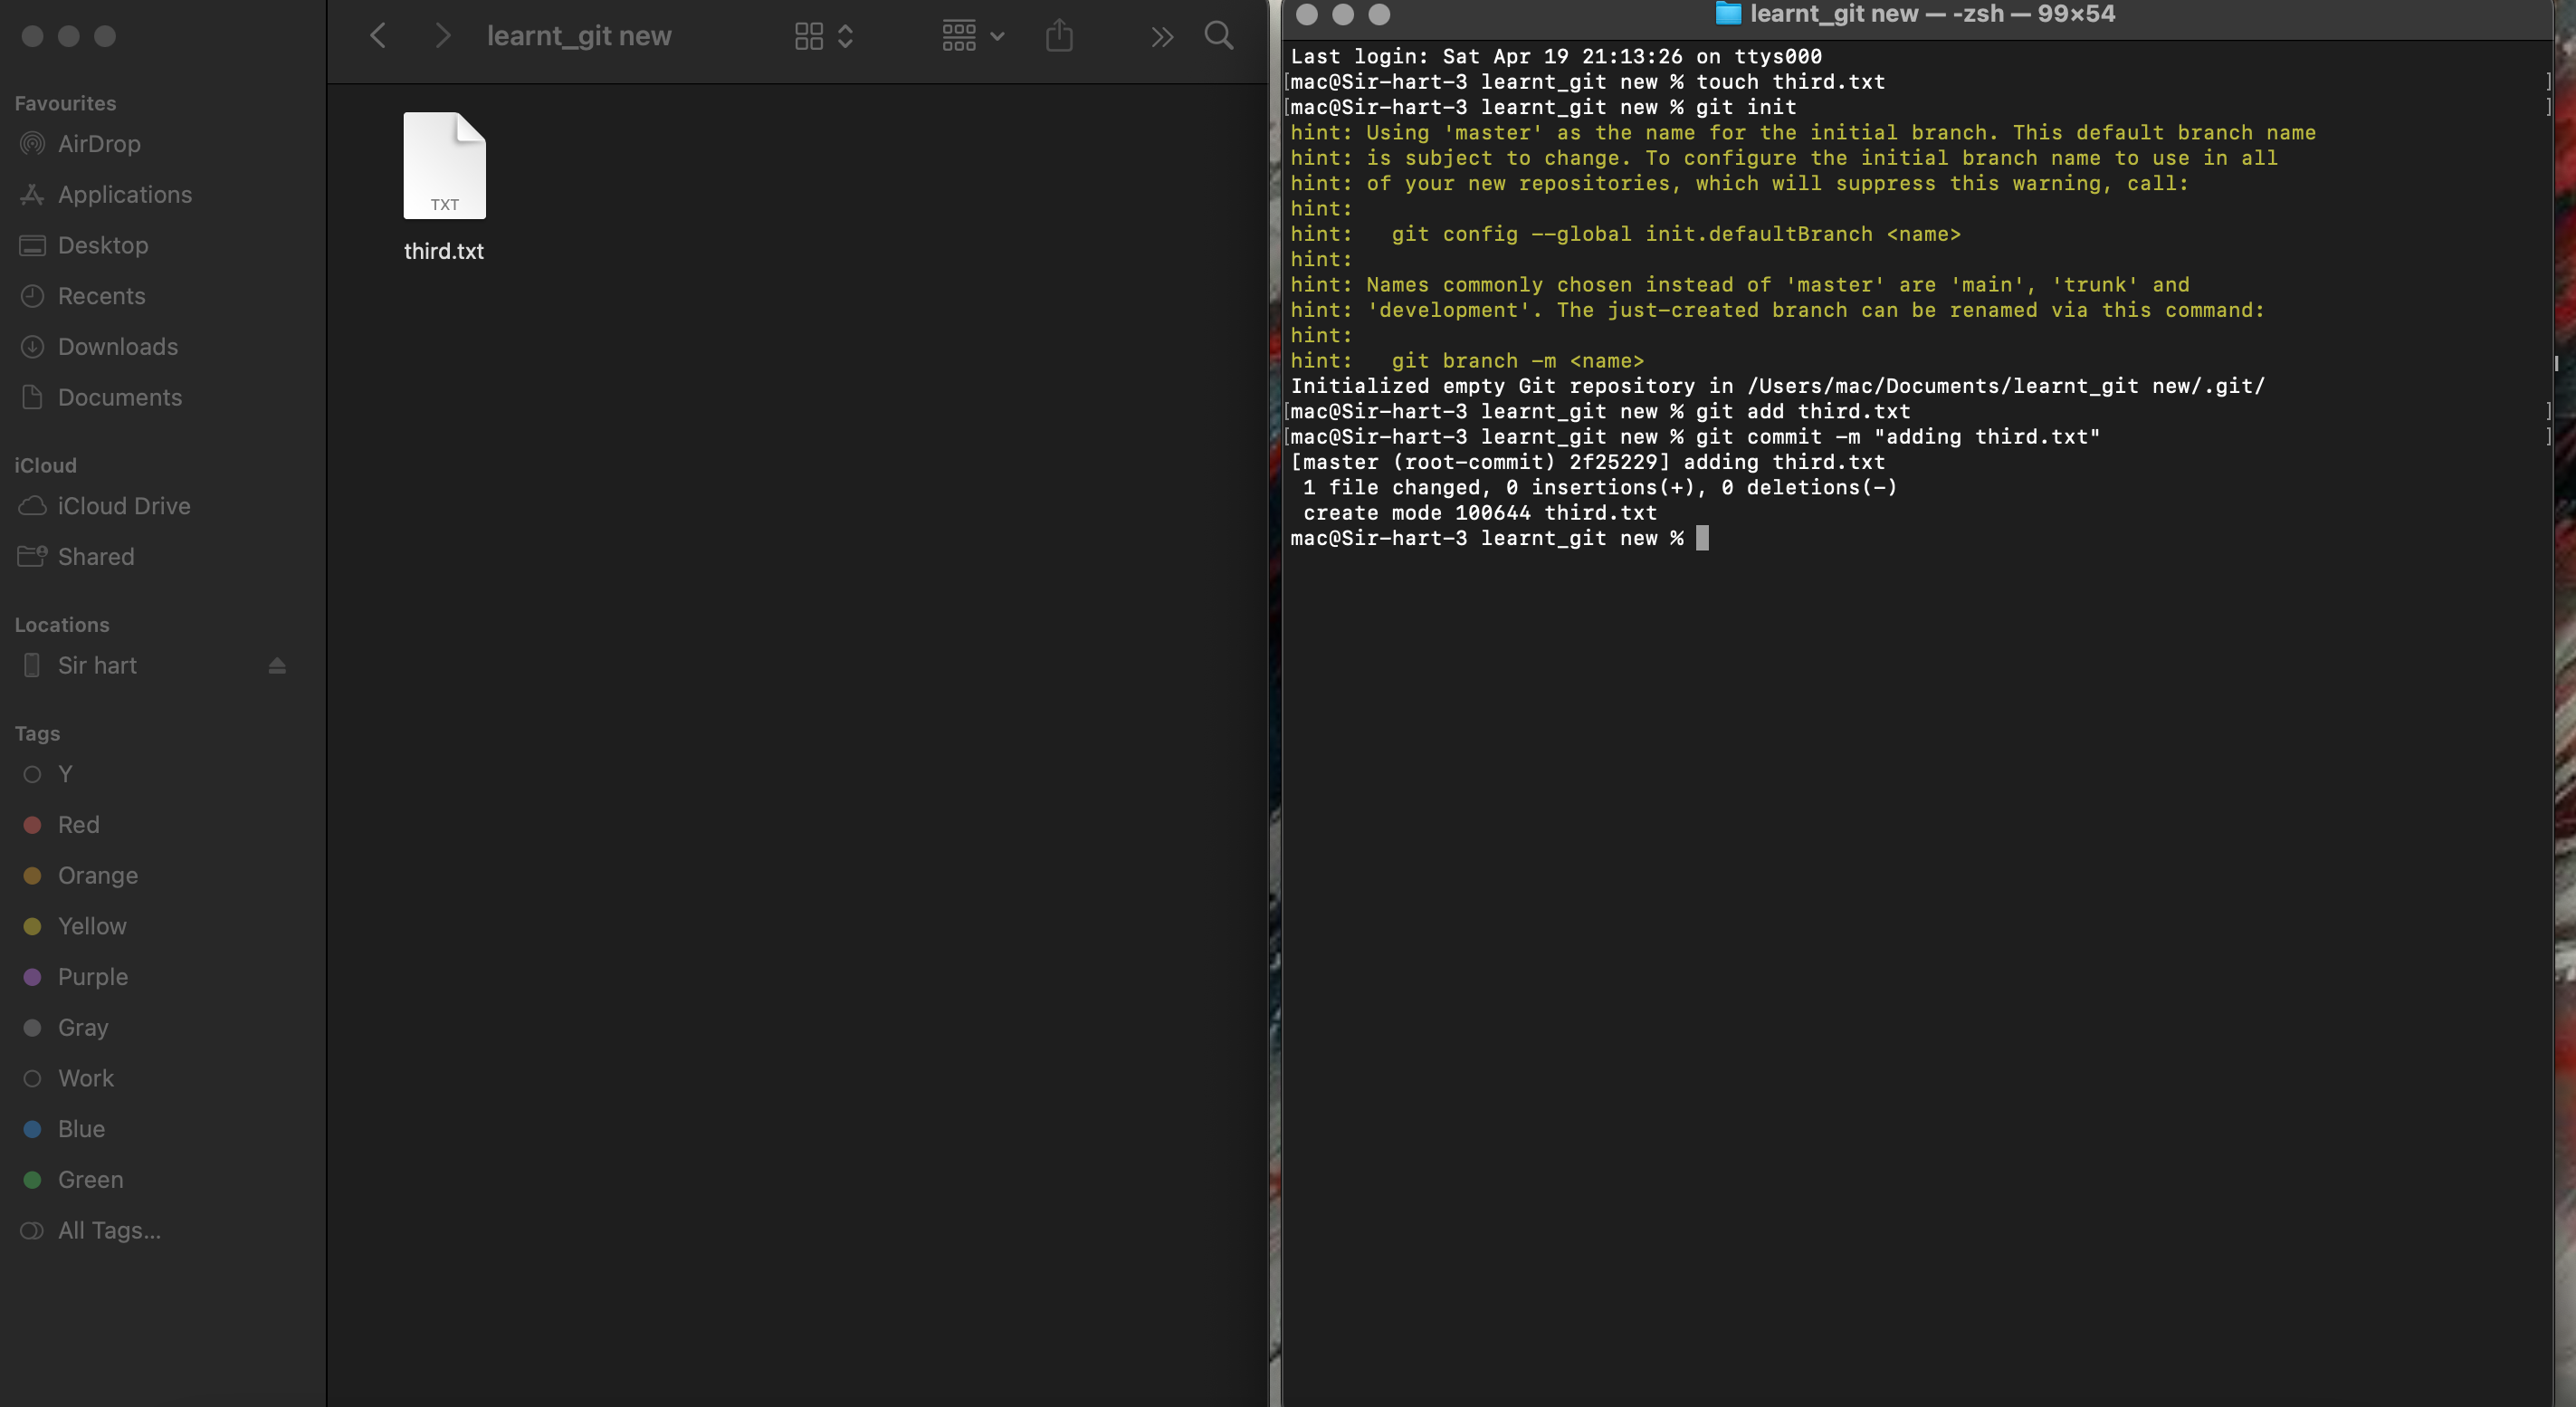 learnt_git new
Favourites
AirDrop
Applications
Desktop
Recents
Downloads
Documents
iCloud
iCloud Drive
Shared
Locations
Sir hart
Tags
Y
Red
Orange
Yellow
Purple
Gray
Work
Blue
Green
All Tags...
TXT
third.txt
learnt_git new — -zsh — 99×54
Last login: Sat Apr 19 21:13:26 on ttys000
[mac@Sir-hart-3 learnt_git new % touch third.txt ]
[mac@Sir-hart-3 learnt_git new % git init ]
hint: Using 'master' as the name for the initial branch. This default branch name
hint: is subject to change. To configure the initial branch name to use in all
hint: of your new repositories, which will suppress this warning, call:
hint:
hint:   git config --global init.defaultBranch <name>
hint:
hint: Names commonly chosen instead of 'master' are 'main', 'trunk' and
hint: 'development'. The just-created branch can be renamed via this command:
hint:
hint:   git branch -m <name>
Initialized empty Git repository in /Users/mac/Documents/learnt_git new/.git/
[mac@Sir-hart-3 learnt_git new % git add third.txt ]
[mac@Sir-hart-3 learnt_git new % git commit -m "adding third.txt" ]
[master (root-commit) 2f25229] adding third.txt
 1 file changed, 0 insertions(+), 0 deletions(-)
 create mode 100644 third.txt
mac@Sir-hart-3 learnt_git new %